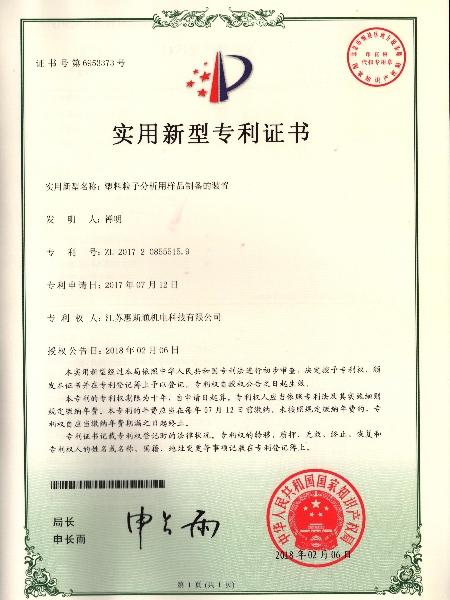 证书号第6953373号
实用新型专利证书
实用新型名称：塑料粒子分析用样品制备的装置
发 明 人：褚明
专 利 号：ZL 2017 2 0855515.9
专利申请日：2017年07月12日
专 利 权 人：江苏惠斯通机电科技有限公司
授权公告日：2018年02月06日
本实用新型经过本局依照中华人民共和国专利法进行初步审查，决定授予专利权，颁
发本证书并在专利登记簿上予以登记。专利权自授权公告之日起生效。
本专利的专利权期限为十年，自申请日起算。专利权人应当依照专利法及其实施细则
规定缴纳年费。本专利的年费应当在每年07月12日前缴纳。未按照规定缴纳年费的，专利
权自应当缴纳年费期满之日起终止。
专利证书记载专利权登记时的法律状况。专利权的转移、质押、无效、终止、恢复和
专利权人的姓名或名称、国籍、地址变更等事项记载在专利登记簿上。
局长
申长雨
申长雨
中华人民共和国国家知识产权局
2018年02月06日
第1页(共1页)